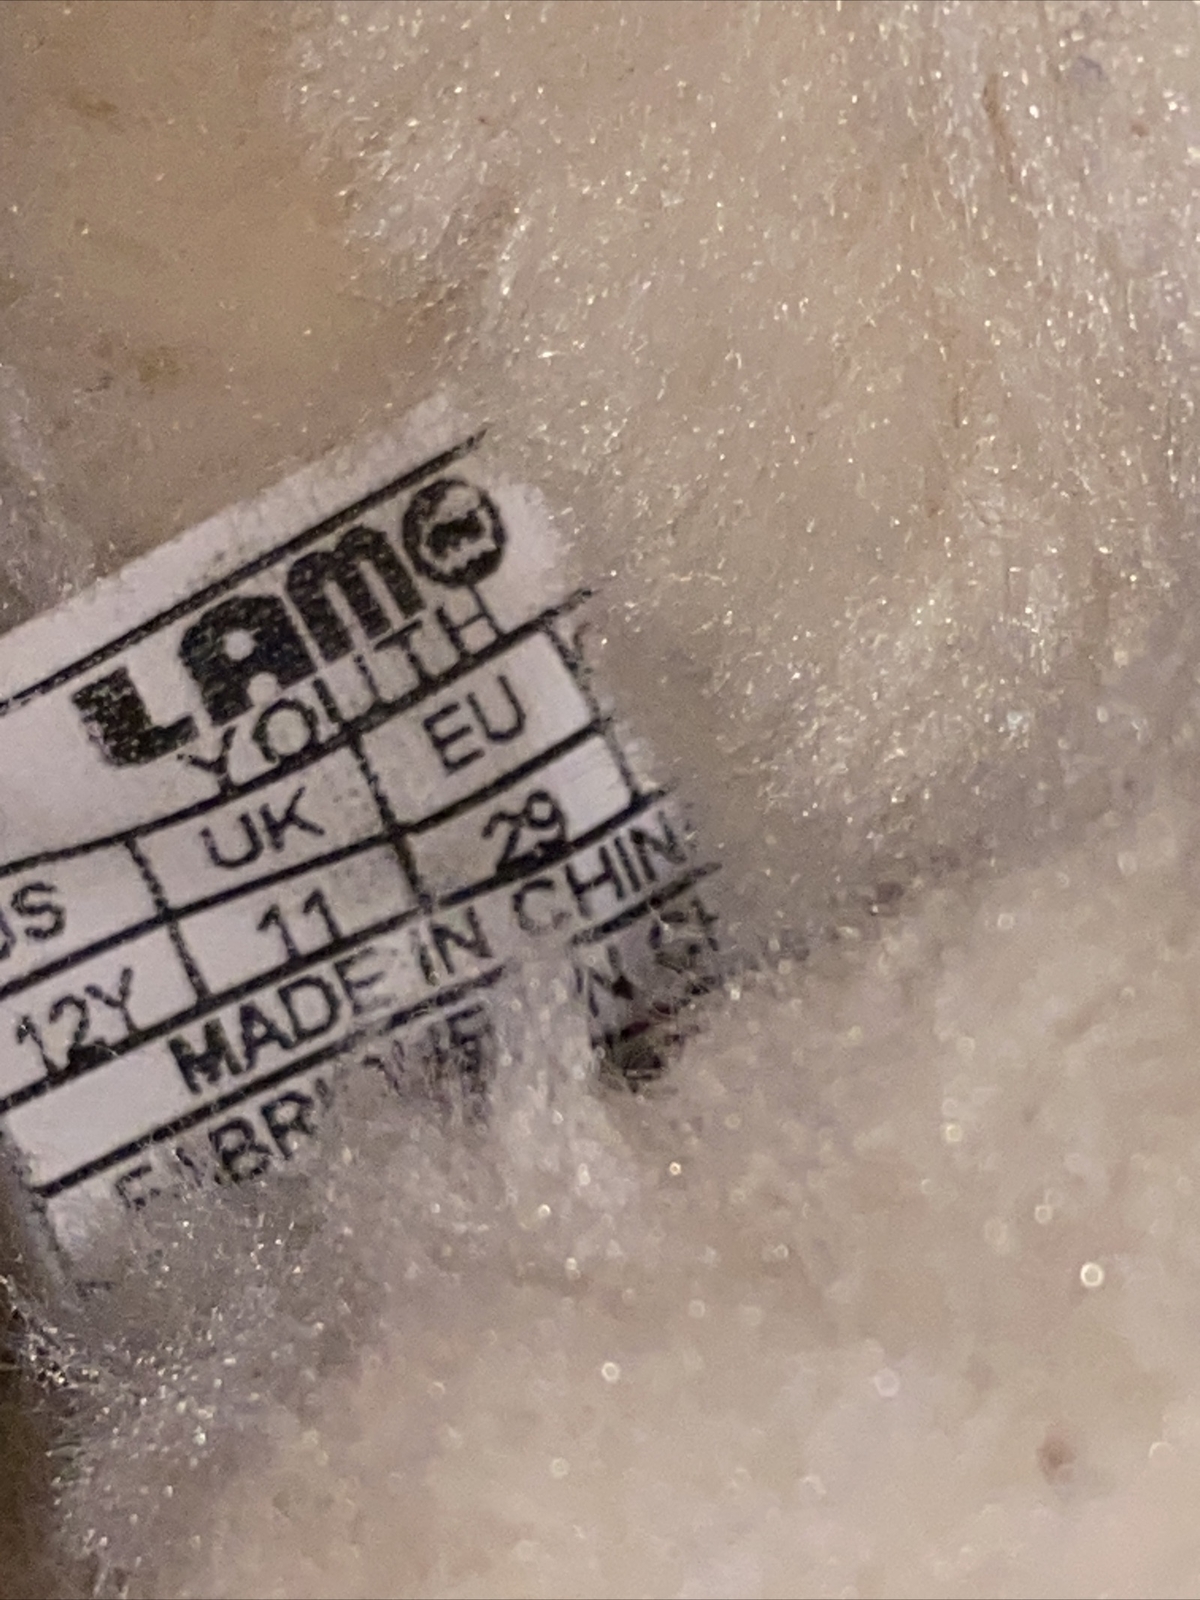 LAMO
YOUTH
US UK EU
12Y 11 29
MADE IN CHIN